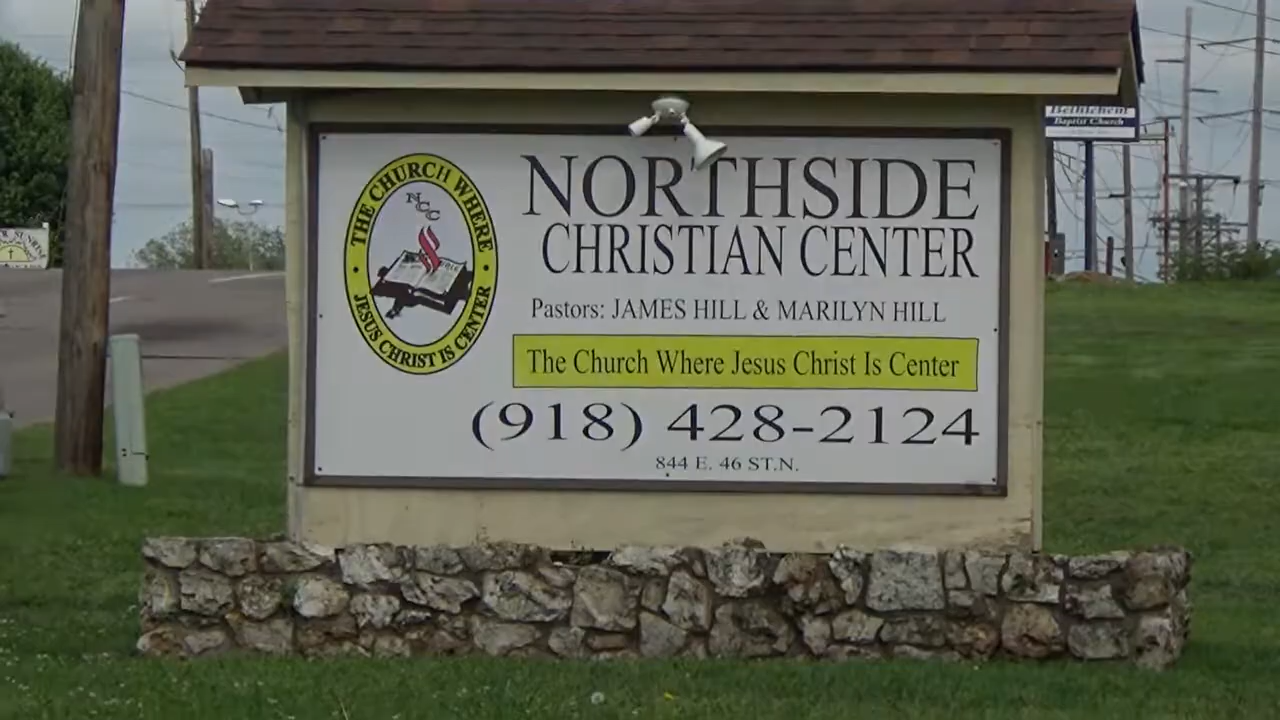 Bethlehem
Baptist Church
THE CHURCH WHERE
NCC
JESUS CHRIST IS CENTER
NORTHSIDE
CHRISTIAN CENTER
Pastors: JAMES HILL & MARILYN HILL
The Church Where Jesus Christ Is Center
(918) 428-2124
844 E. 46 ST.N.